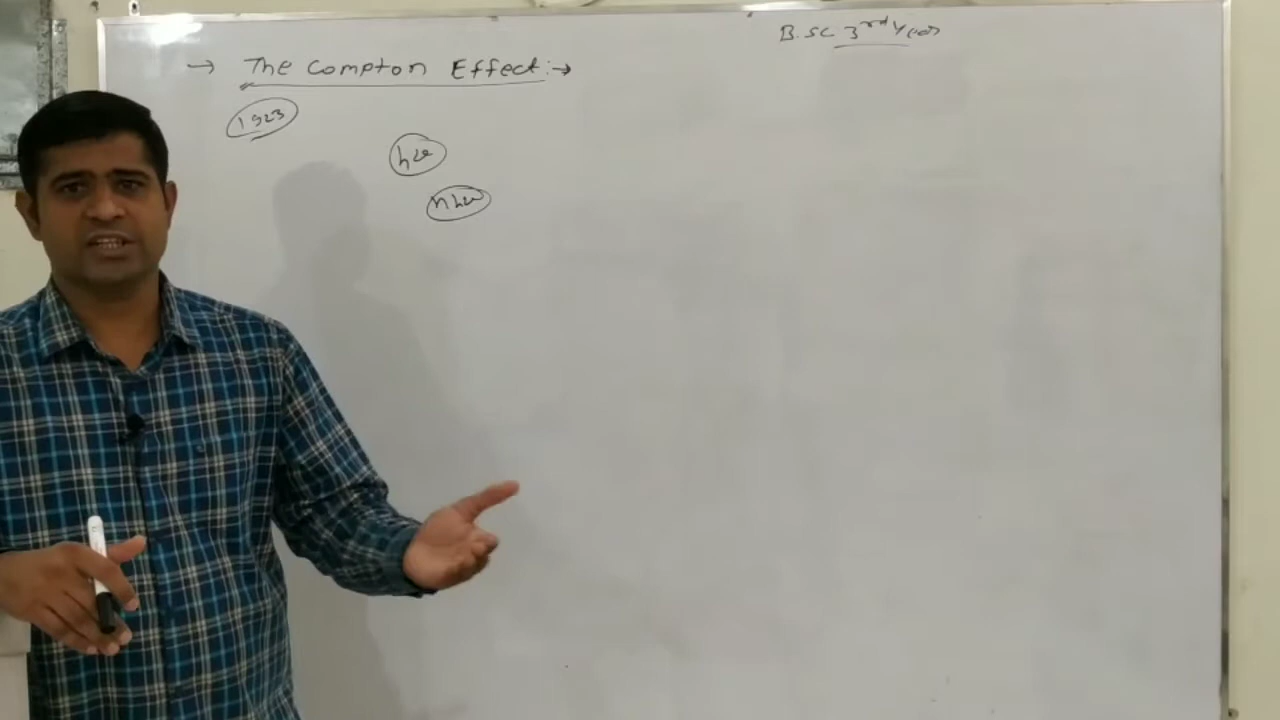 B.Sc 3rd Year
→ The Compton Effect:→
1923
hν
nhν